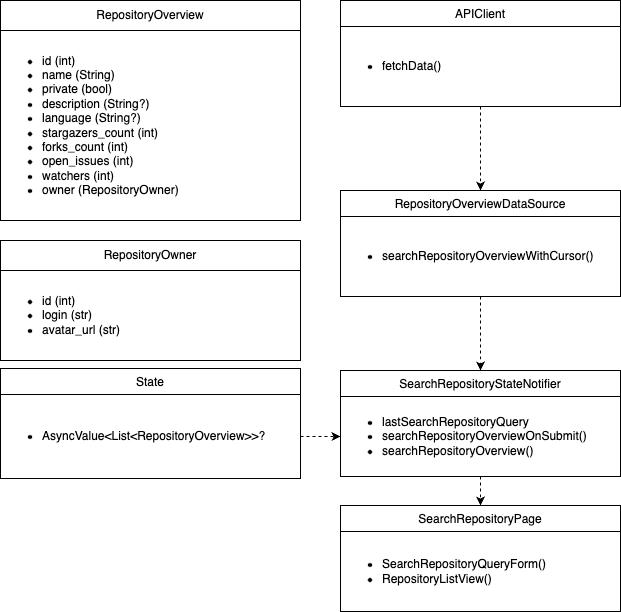 RepositoryOverview
• id (int)
• name (String)
• private (bool)
• description (String?)
• language (String?)
• stargazers_count (int)
• forks_count (int)
• open_issues (int)
• watchers (int)
• owner (RepositoryOwner)
RepositoryOwner
• id (int)
• login (str)
• avatar_url (str)
State
• AsyncValue<List<RepositoryOverview>>?
APIClient
• fetchData()
RepositoryOverviewDataSource
• searchRepositoryOverviewWithCursor()
SearchRepositoryStateNotifier
• lastSearchRepositoryQuery
• searchRepositoryOverviewOnSubmit()
• searchRepositoryOverview()
SearchRepositoryPage
• SearchRepositoryQueryForm()
• RepositoryListView()